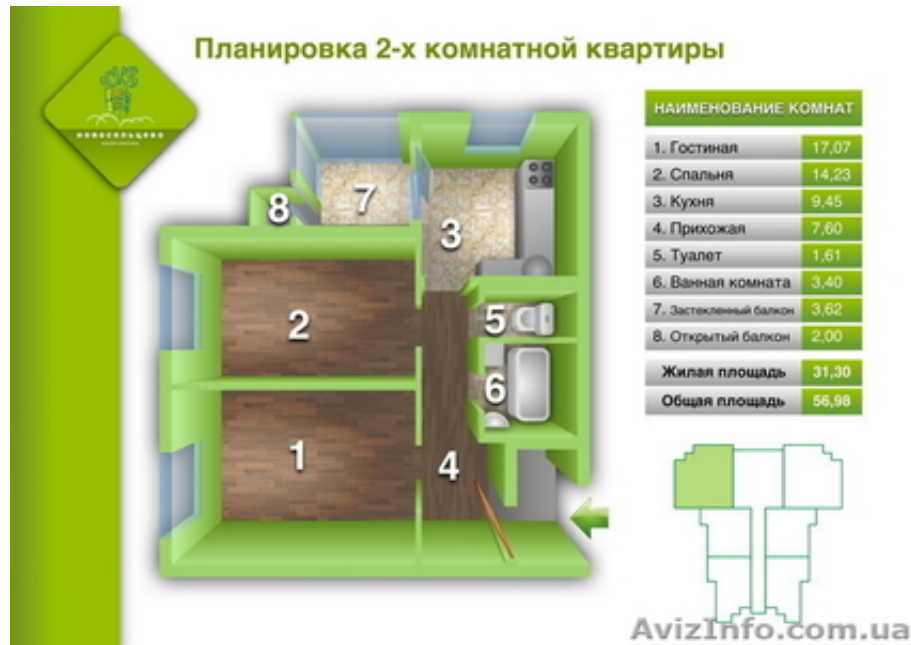 Планировка 2-х комнатной квартиры
НОВОСЕЛЬЦЕВО
НАИМЕНОВАНИЕ КОМНАТ
1. Гостиная 17,07
2. Спальня 14,23
3. Кухня 9,45
4. Прихожая 7,60
5. Туалет 1,61
6. Ванная комната 3,40
7. Застекленный балкон 3,62
8. Открытый балкон 2,00
Жилая площадь 31,30
Общая площадь 56,98
7
8
3
2
5
6
1
4
AvizInfo.com.ua